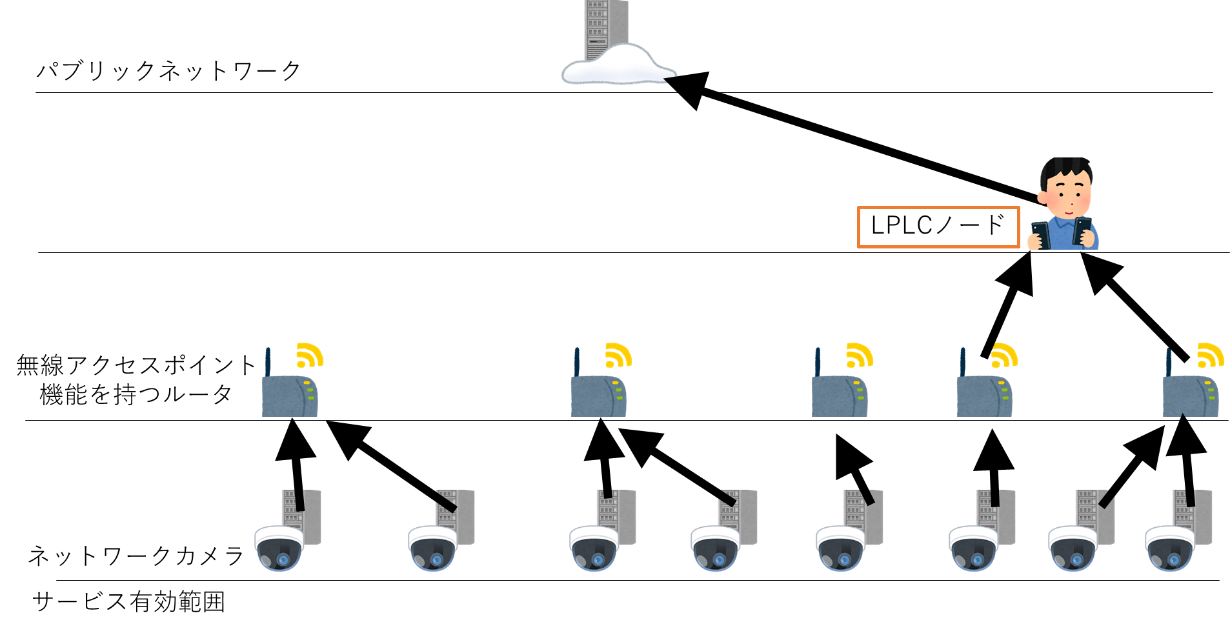 パブリックネットワーク
LPLCノード
無線アクセスポイント
機能を持つルータ
ネットワークカメラ
サービス有効範囲